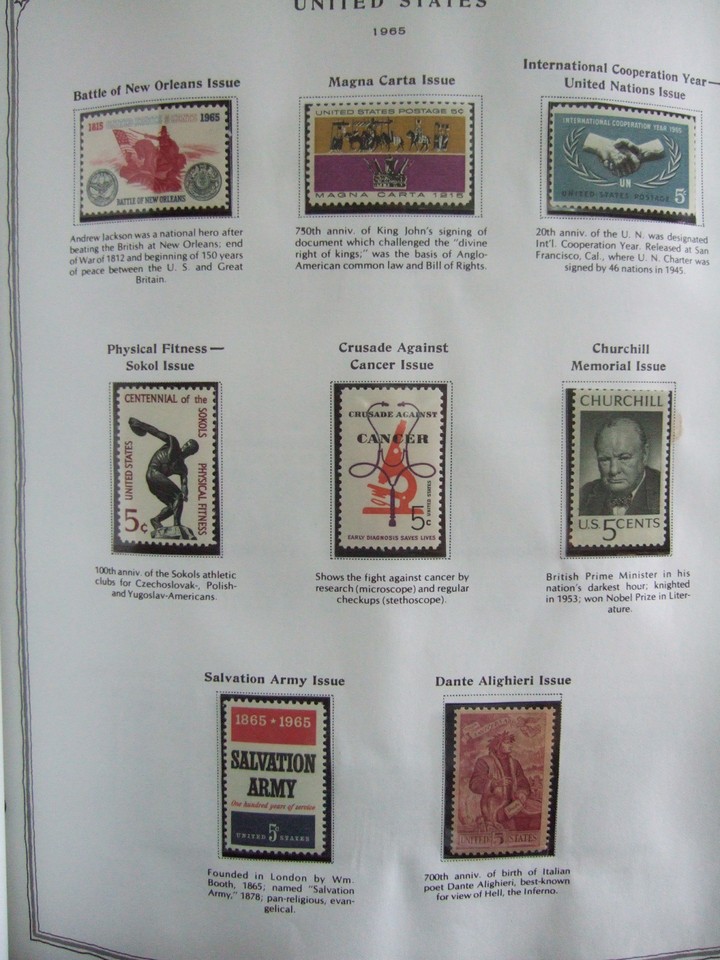 UNITED STATES
1965
Battle of New Orleans Issue
1815 1965
BATTLE OF NEW ORLEANS
Andrew Jackson was a national hero after
beating the British at New Orleans; end
of War of 1812 and beginning of 150 years
of peace between the U. S. and Great
Britain.
Magna Carta Issue
UNITED STATES POSTAGE 5¢
MAGNA CARTA 1215
750th anniv. of King John's signing of
document which challenged the "divine
right of kings;" was the basis of Anglo-
American common law and Bill of Rights.
International Cooperation Year—
United Nations Issue
INTERNATIONAL COOPERATION YEAR 1965
UN
UNITED·STATES·POSTAGE 5¢
20th anniv. of the U. N. was designated
Int'l. Cooperation Year. Released at San
Francisco, Cal., where U. N. Charter was
signed by 46 nations in 1945.
Physical Fitness—
Sokol Issue
CENTENNIAL of the
SOKOLS
UNITED STATES
PHYSICAL FITNESS
5¢
100th anniv. of the Sokols athletic
clubs for Czechoslovak-, Polish-
and Yugoslav-Americans.
Crusade Against
Cancer Issue
CRUSADE AGAINST
CANCER
UNITED STATES
5c
EARLY DIAGNOSIS SAVES LIVES
Shows the fight against cancer by
research (microscope) and regular
checkups (stethoscope).
Churchill
Memorial Issue
CHURCHILL
U.S. 5 CENTS
British Prime Minister in his
nation's darkest hour; knighted
in 1953; won Nobel Prize in Liter-
ature.
Salvation Army Issue
1865 ★ 1965
SALVATION
ARMY
One hundred years of service
UNITED 5c STATES
Founded in London by Wm.
Booth, 1865; named "Salvation
Army," 1878; pan-religious, evan-
gelical.
Dante Alighieri Issue
UNITED 5 STATES
700th anniv. of birth of Italian
poet Dante Alighieri, best-known
for view of Hell, the Inferno.